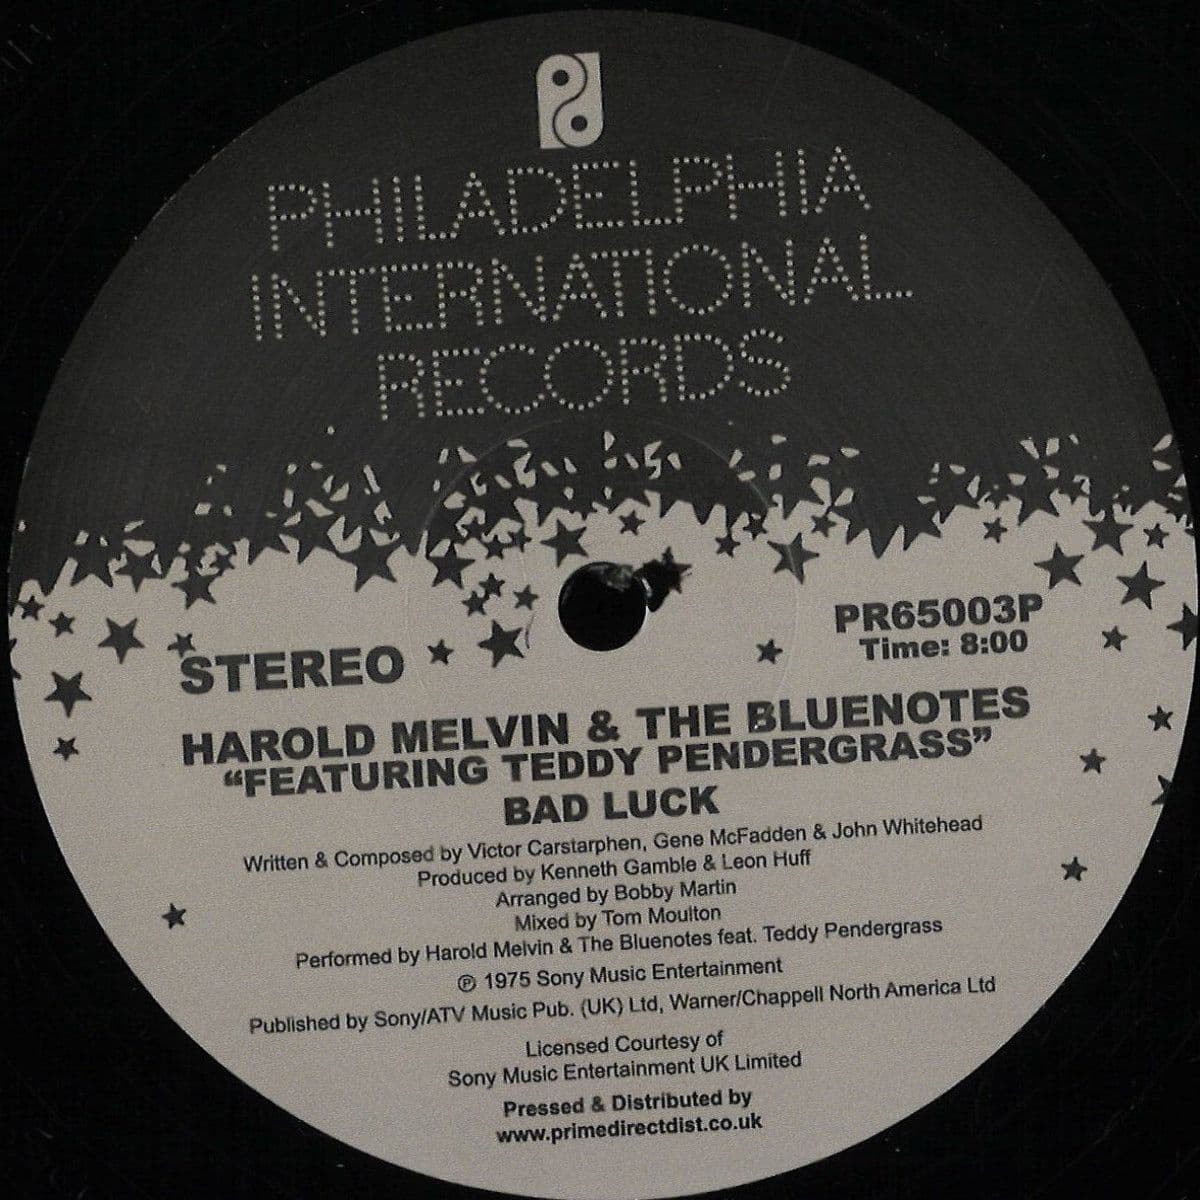 PHILADELPHIA
INTERNATIONAL
RECORDS
PR65003P
Time: 8:00
STEREO
HAROLD MELVIN & THE BLUENOTES
“FEATURING TEDDY PENDERGRASS”
BAD LUCK
Written & Composed by Victor Carstarphen, Gene McFadden & John Whitehead
Produced by Kenneth Gamble & Leon Huff
Arranged by Bobby Martin
Mixed by Tom Moulton
Performed by Harold Melvin & The Bluenotes feat. Teddy Pendergrass
℗ 1975 Sony Music Entertainment
Published by Sony/ATV Music Pub. (UK) Ltd, Warner/Chappell North America Ltd
Licensed Courtesy of
Sony Music Entertainment UK Limited
Pressed & Distributed by
www.primedirectdist.co.uk